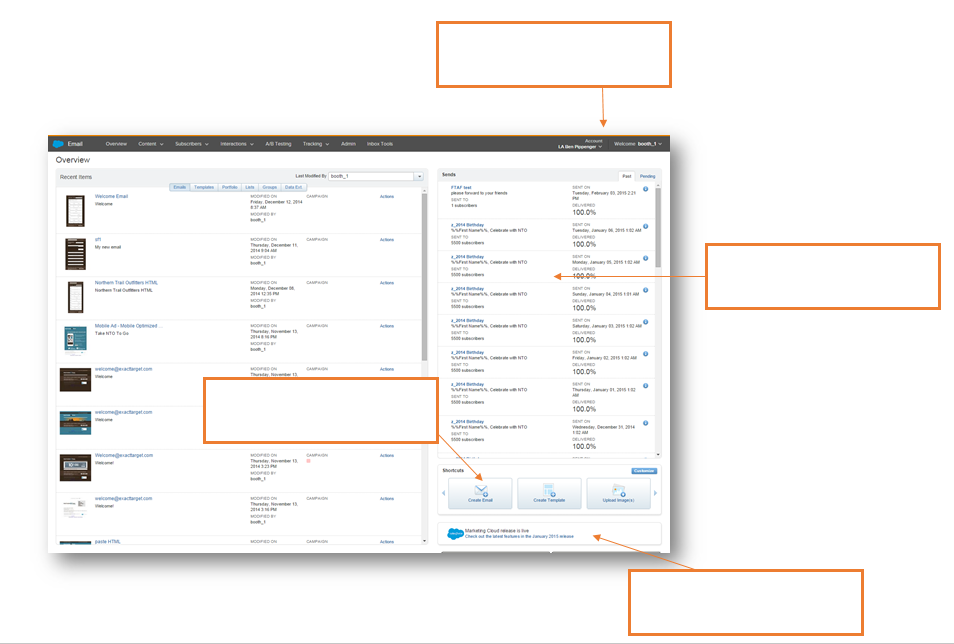 Email Overview Content Subscribers Interactions A/B Testing Tracking Admin Inbox Tools
Account
LA Ben Pippenger
Welcome booth_1
Overview
Recent Items
Last Modified By booth_1
Emails Templates Portfolio Lists Groups Data Ext
Welcome Email
Welcome
MODIFIED ON
Friday, December 12, 2014
8:37 AM
MODIFIED BY
booth_1
CAMPAIGN
Actions
sft
My new email
MODIFIED ON
Thursday, December 11,
2014 9:04 AM
MODIFIED BY
booth_1
CAMPAIGN
Actions
Northern Trail Outfitters HTML
Northern Trail Outfitters HTML
MODIFIED ON
Monday, December 08,
2014 12:35 PM
MODIFIED BY
booth_1
CAMPAIGN
Actions
Mobile Ad - Mobile Optimized ...
Take NTO To Go
MODIFIED ON
Thursday, November 13,
2014 8:16 PM
MODIFIED BY
booth_1
CAMPAIGN
Actions
welcome@exacttarget.com
Welcome
MODIFIED ON
Thursday, November 13,
CAMPAIGN
Actions
welcome@exacttarget.com
Welcome
Welcome@exacttarget.com
Welcome!
MODIFIED ON
Thursday, November 13,
2014 3:23 PM
MODIFIED BY
booth_1
CAMPAIGN
Actions
welcome@exacttarget.com
Welcome!
MODIFIED ON
Thursday, November 13,
2014 3:16 PM
MODIFIED BY
booth_1
CAMPAIGN
Actions
paste HTML
MODIFIED ON
CAMPAIGN
Actions
Sends
Past Pending
FTAF test
please forward to your friends
SENT TO
1 subscribers
SENT ON
Tuesday, February 03, 2015 2:21
PM
DELIVERED
100.0%
z_2014 Birthday
%%First Name%%, Celebrate with NTO
SENT TO
5509 subscribers
SENT ON
Tuesday, January 06, 2015 1:02 AM
DELIVERED
100.0%
z_2014 Birthday
%%First Name%%, Celebrate with NTO
SENT TO
5509 subscribers
SENT ON
Monday, January 05, 2015 1:02 AM
DELIVERED
100.0%
z_2014 Birthday
%%First Name%%, Celebrate with NTO
SENT TO
5509 subscribers
SENT ON
Sunday, January 04, 2015 1:01 AM
DELIVERED
100.0%
z_2014 Birthday
%%First Name%%, Celebrate with NTO
SENT TO
5509 subscribers
SENT ON
Saturday, January 03, 2015 1:02 AM
DELIVERED
100.0%
z_2014 Birthday
%%First Name%%, Celebrate with NTO
SENT TO
5509 subscribers
SENT ON
Friday, January 02, 2015 1:02 AM
DELIVERED
100.0%
z_2014 Birthday
%%First Name%%, Celebrate with NTO
SENT TO
5509 subscribers
SENT ON
Thursday, January 01, 2015 1:02
AM
DELIVERED
100.0%
z_2014 Birthday
%%First Name%%, Celebrate with NTO
SENT TO
5509 subscribers
SENT ON
Wednesday, December 31, 2014
1:02 AM
DELIVERED
100.0%
Shortcuts
Customize
Create Email
Create Template
Upload Image(s)
Marketing Cloud release is live
Check out the latest features in the January 2015 release